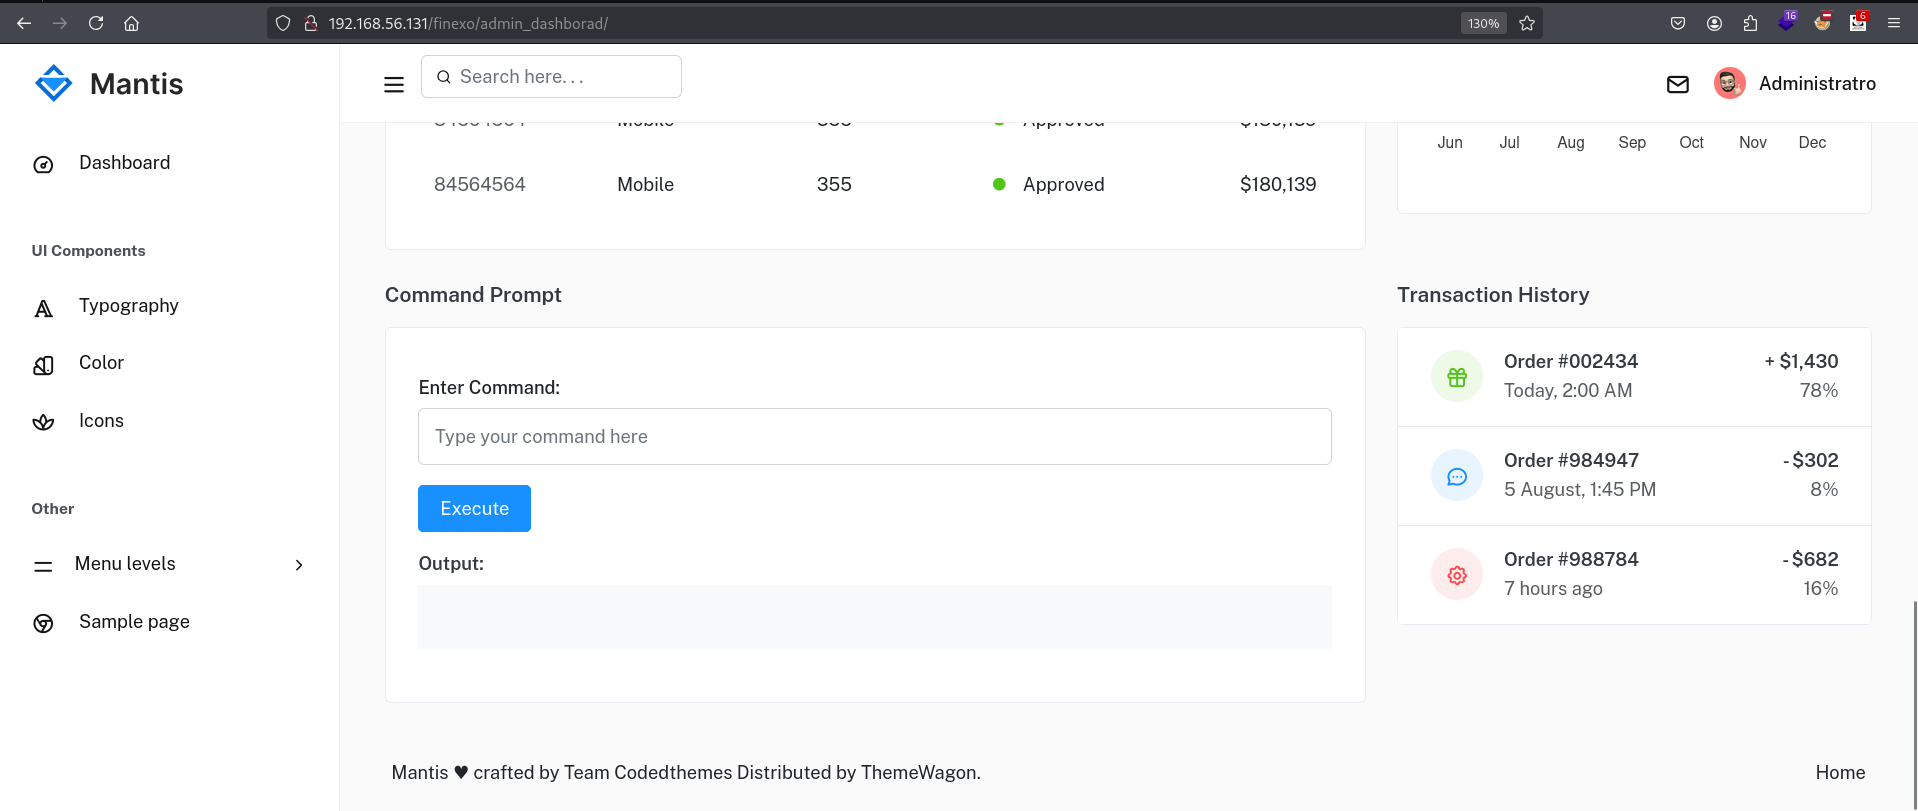 192.168.56.131/finexo/admin_dashborad/
130%
16
6
Mantis
Search here. . .
Administratro
Dashboard
UI Components
Typography
Color
Icons
Other
Menu levels
Sample page
Mobile
Approved
84564564 Mobile 355 Approved $180,139
Jun Jul Aug Sep Oct Nov Dec
Command Prompt
Enter Command:
Type your command here
Execute
Output:
Transaction History
Order #002434 + $1,430
Today, 2:00 AM 78%
Order #984947 - $302
5 August, 1:45 PM 8%
Order #988784 - $682
7 hours ago 16%
Mantis ♥ crafted by Team Codedthemes Distributed by ThemeWagon.
Home